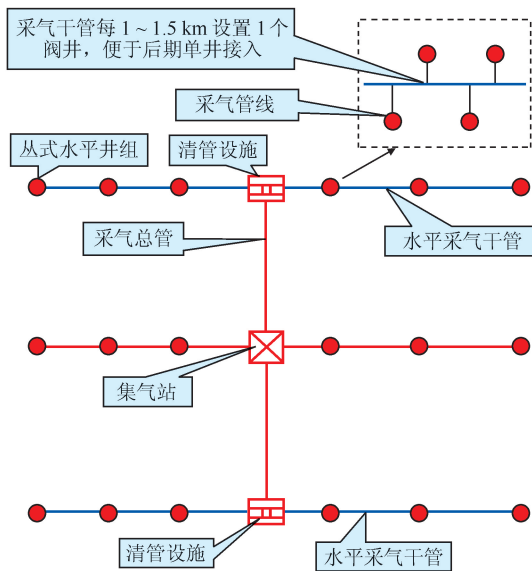 采气干管每 1 ~ 1.5 km 设置 1 个
阀井，便于后期单井接入
采气管线
丛式水平井组
清管设施
采气总管
水平采气干管
集气站
清管设施
水平采气干管